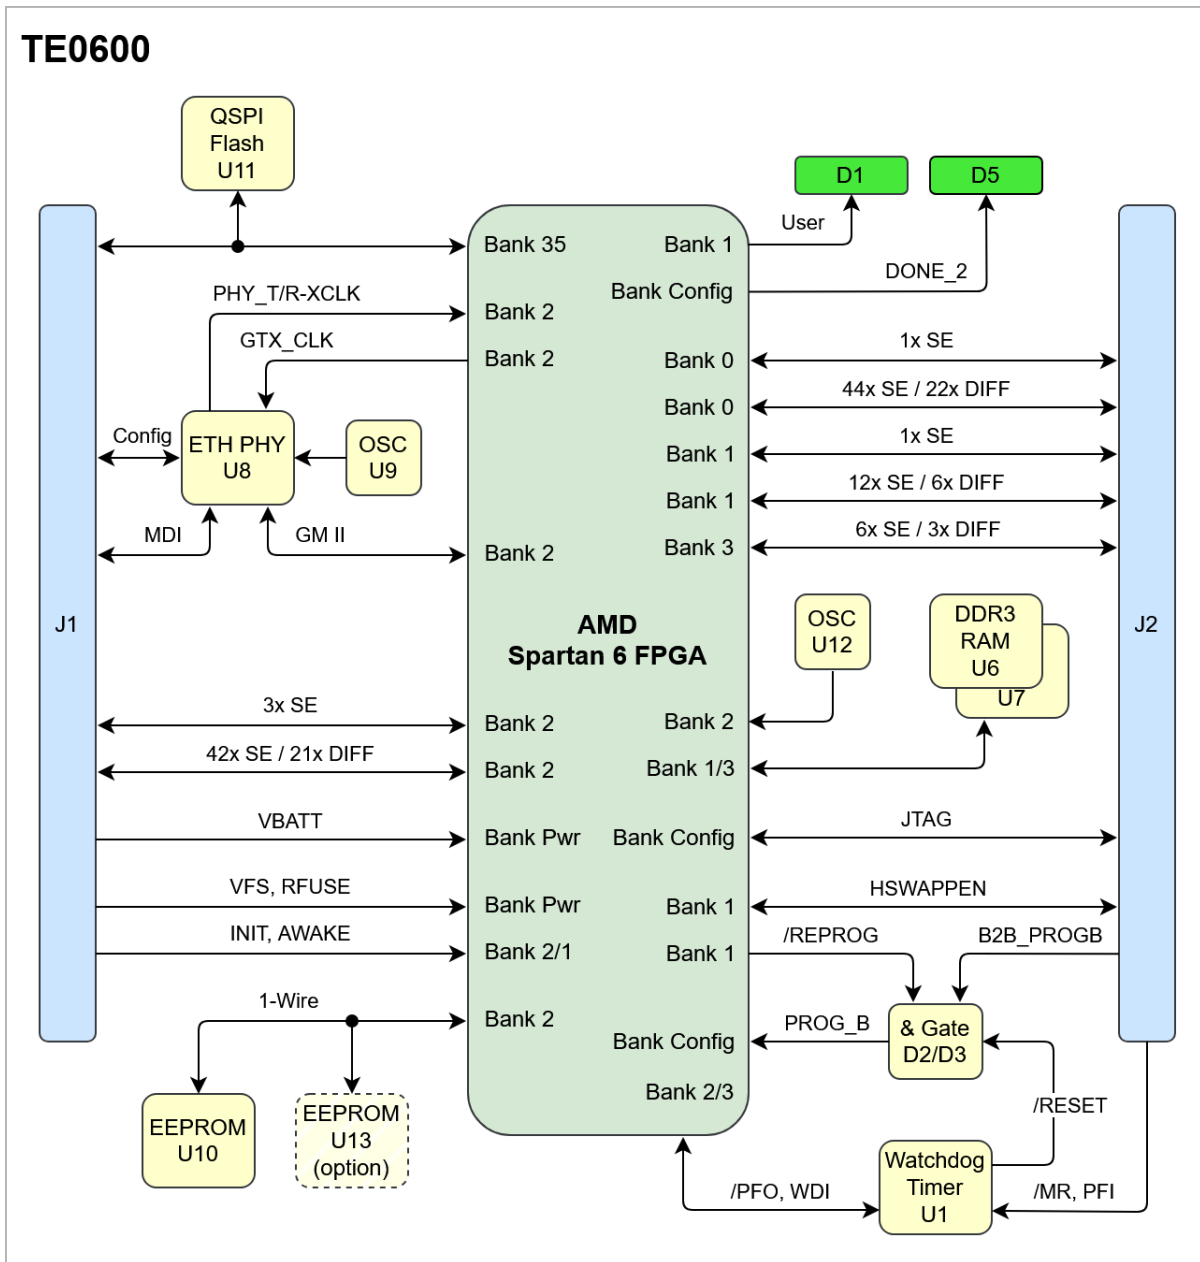 TE0600
QSPI
Flash
U11
D1
D5
User
DONE_2
Bank 35
Bank 1
Bank Config
PHY_T/R-XCLK
Bank 2
GTX_CLK
Bank 2
1x SE
Bank 0
44x SE / 22x DIFF
Bank 0
Config
ETH PHY
U8
OSC
U9
1x SE
Bank 1
12x SE / 6x DIFF
Bank 1
MDI
GM II
Bank 2
6x SE / 3x DIFF
Bank 3
J1
AMD
Spartan 6 FPGA
OSC
U12
DDR3
RAM
U6
U7
J2
3x SE
Bank 2
Bank 2
42x SE / 21x DIFF
Bank 2
Bank 1/3
VBATT
Bank Pwr
Bank Config
JTAG
VFS, RFUSE
Bank Pwr
Bank 1
HSWAPPEN
INIT, AWAKE
Bank 2/1
Bank 1
/REPROG
B2B_PROGB
1-Wire
Bank 2
Bank Config
PROG_B
& Gate
D2/D3
Bank 2/3
/RESET
EEPROM
U10
EEPROM
U13
(option)
/PFO, WDI
Watchdog
Timer
U1
/MR, PFI